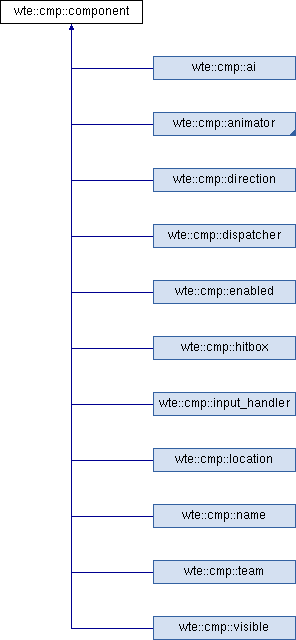 wte::cmp::component
wte::cmp::ai
wte::cmp::animator
wte::cmp::direction
wte::cmp::dispatcher
wte::cmp::enabled
wte::cmp::hitbox
wte::cmp::input_handler
wte::cmp::location
wte::cmp::name
wte::cmp::team
wte::cmp::visible